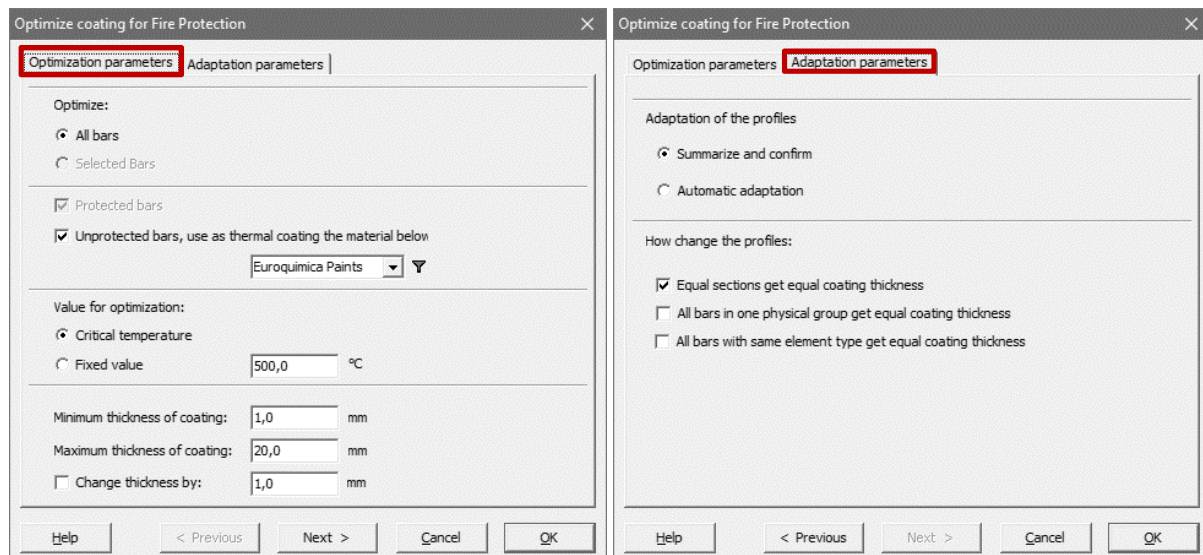 Optimize coating for Fire Protection
Optimization parameters Adaptation parameters
Optimize:
All bars
Selected Bars
Protected bars
Unprotected bars, use as thermal coating the material below
Euroquimica Paints
Value for optimization:
Critical temperature
Fixed value 500,0 ºC
Minimum thickness of coating: 1,0 mm
Maximum thickness of coating: 20,0 mm
Change thickness by: 1,0 mm
Help < Previous Next > Cancel OK
Optimize coating for Fire Protection
Optimization parameters Adaptation parameters
Adaptation of the profiles
Summarize and confirm
Automatic adaptation
How change the profiles:
Equal sections get equal coating thickness
All bars in one physical group get equal coating thickness
All bars with same element type get equal coating thickness
Help < Previous Next > Cancel OK